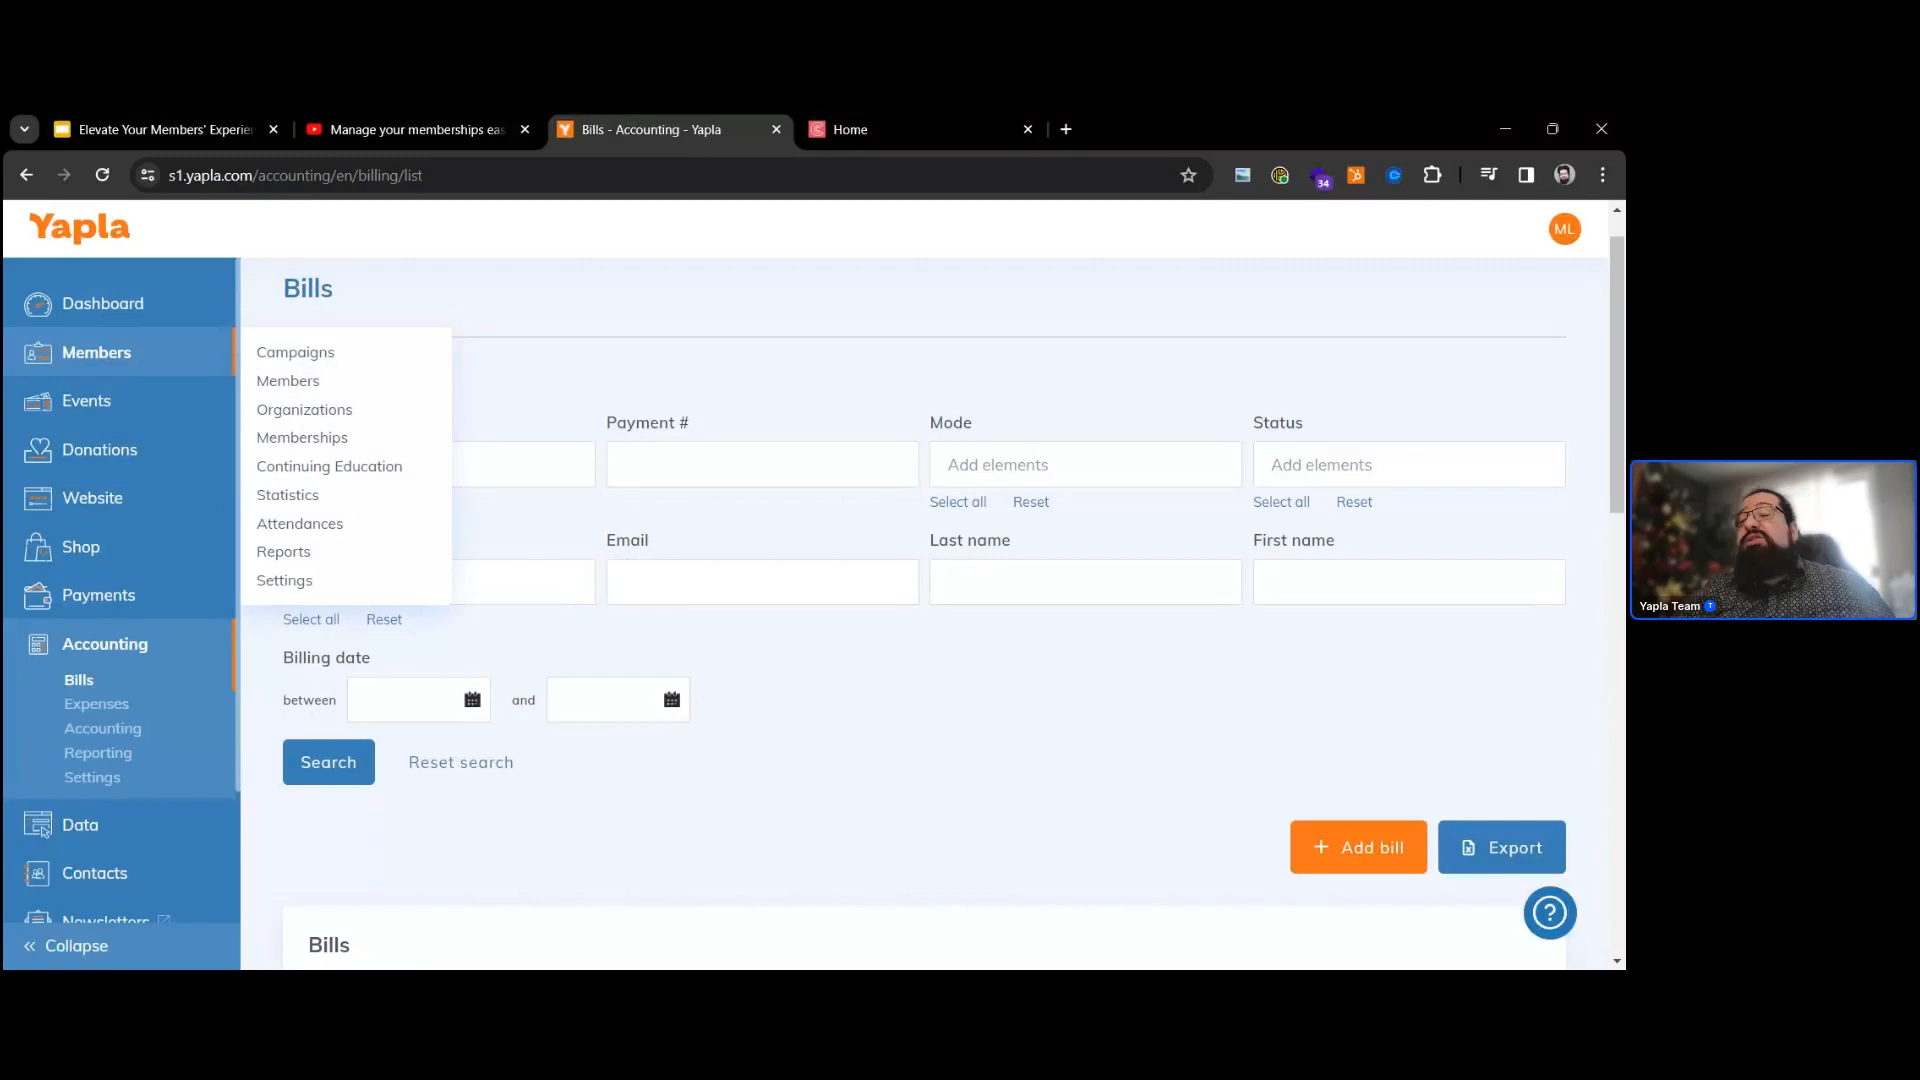 Elevate Your Members' Experie
Manage your memberships eas
Bills - Accounting - Yapla
Home
s1.yapla.com/accounting/en/billing/list
34
Yapla
ML
Dashboard
Members
Events
Donations
Website
Shop
Payments
Accounting
Bills
Expenses
Accounting
Reporting
Settings
Data
Contacts
Newsletters
Collapse
Bills
Campaigns
Members
Organizations
Memberships
Continuing Education
Statistics
Attendances
Reports
Settings
Payment # Mode Status
Add elements Add elements
Select all Reset Select all Reset
Email Last name First name
Select all Reset
Billing date
between and
Search Reset search
+ Add bill Export
?
Bills
Yapla Team T